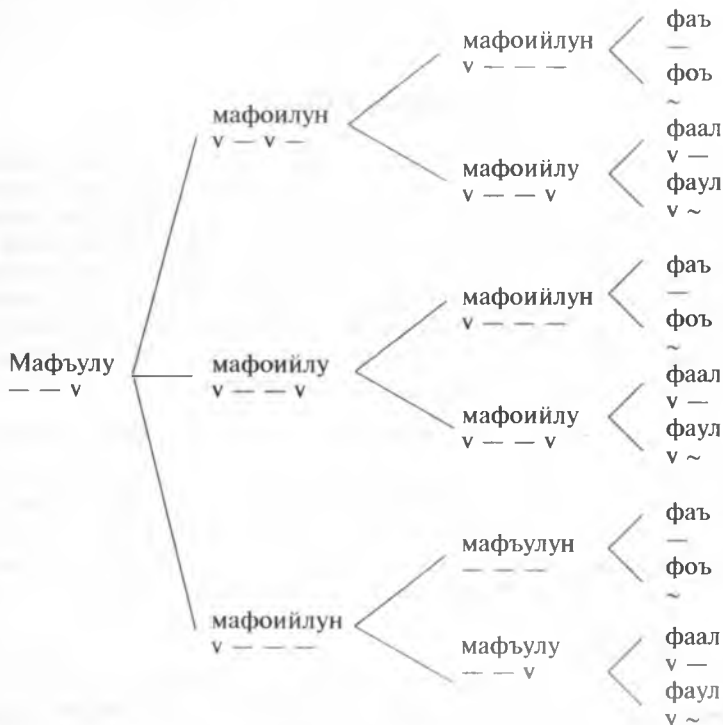 фаъ
мафоийлун —
v — — — фоъ
~
мафоилун фаал
v — v — мафоийлу v —
v — — v фаул
v ~
фаъ
мафоийлун —
v — — — фоъ
~
Мафъулу мафоийлу фаал
— — v v — — v мафоийлу v —
v — — v фаул
v ~
фаъ
мафъулун —
— — — фоъ
~
мафоийлун фаал
v — — — мафъулу v —
— — v фаул
v ~